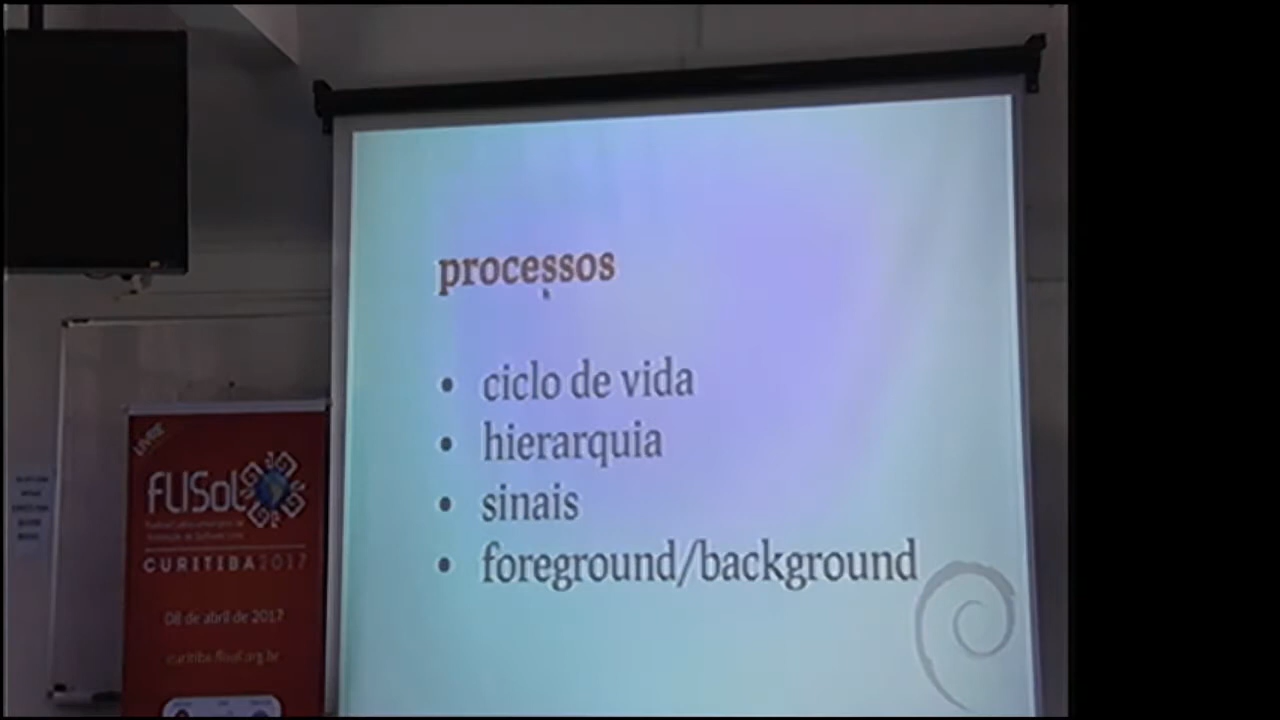 processos
• ciclo de vida
• hierarquia
• sinais
• foreground/background
LIVRE
FLISoL
CURITIBA 2017
08 de abril de 2017
curitiba.flisol.org.br